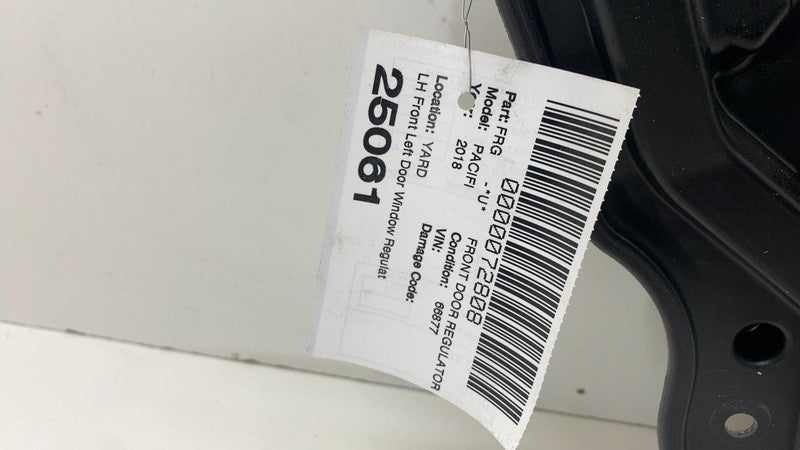 0000072808
Part: FRG -*U* FRONT DOOR REGULATOR
Model: PACIFI Condition: 66877
Year: 2018 VIN:
Damage Code:
Location: YARD
LH Front Left Door Window Regulat
25061